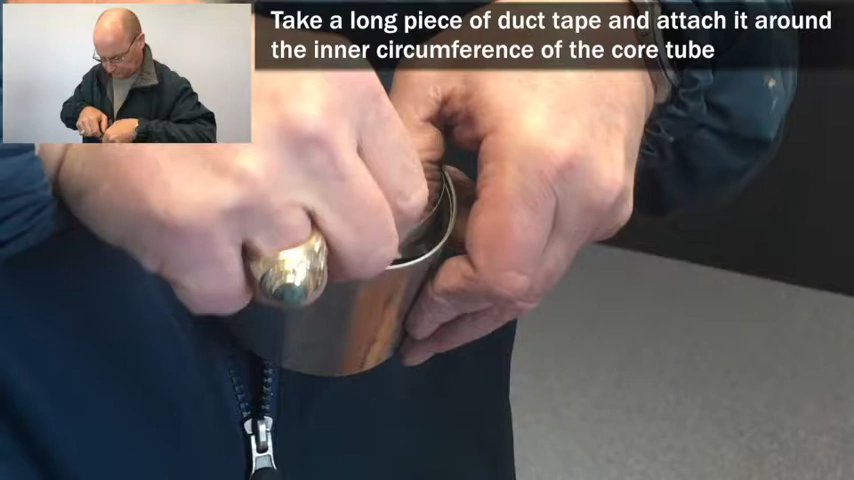 Take a long piece of duct tape and attach it around
the inner circumference of the core tube